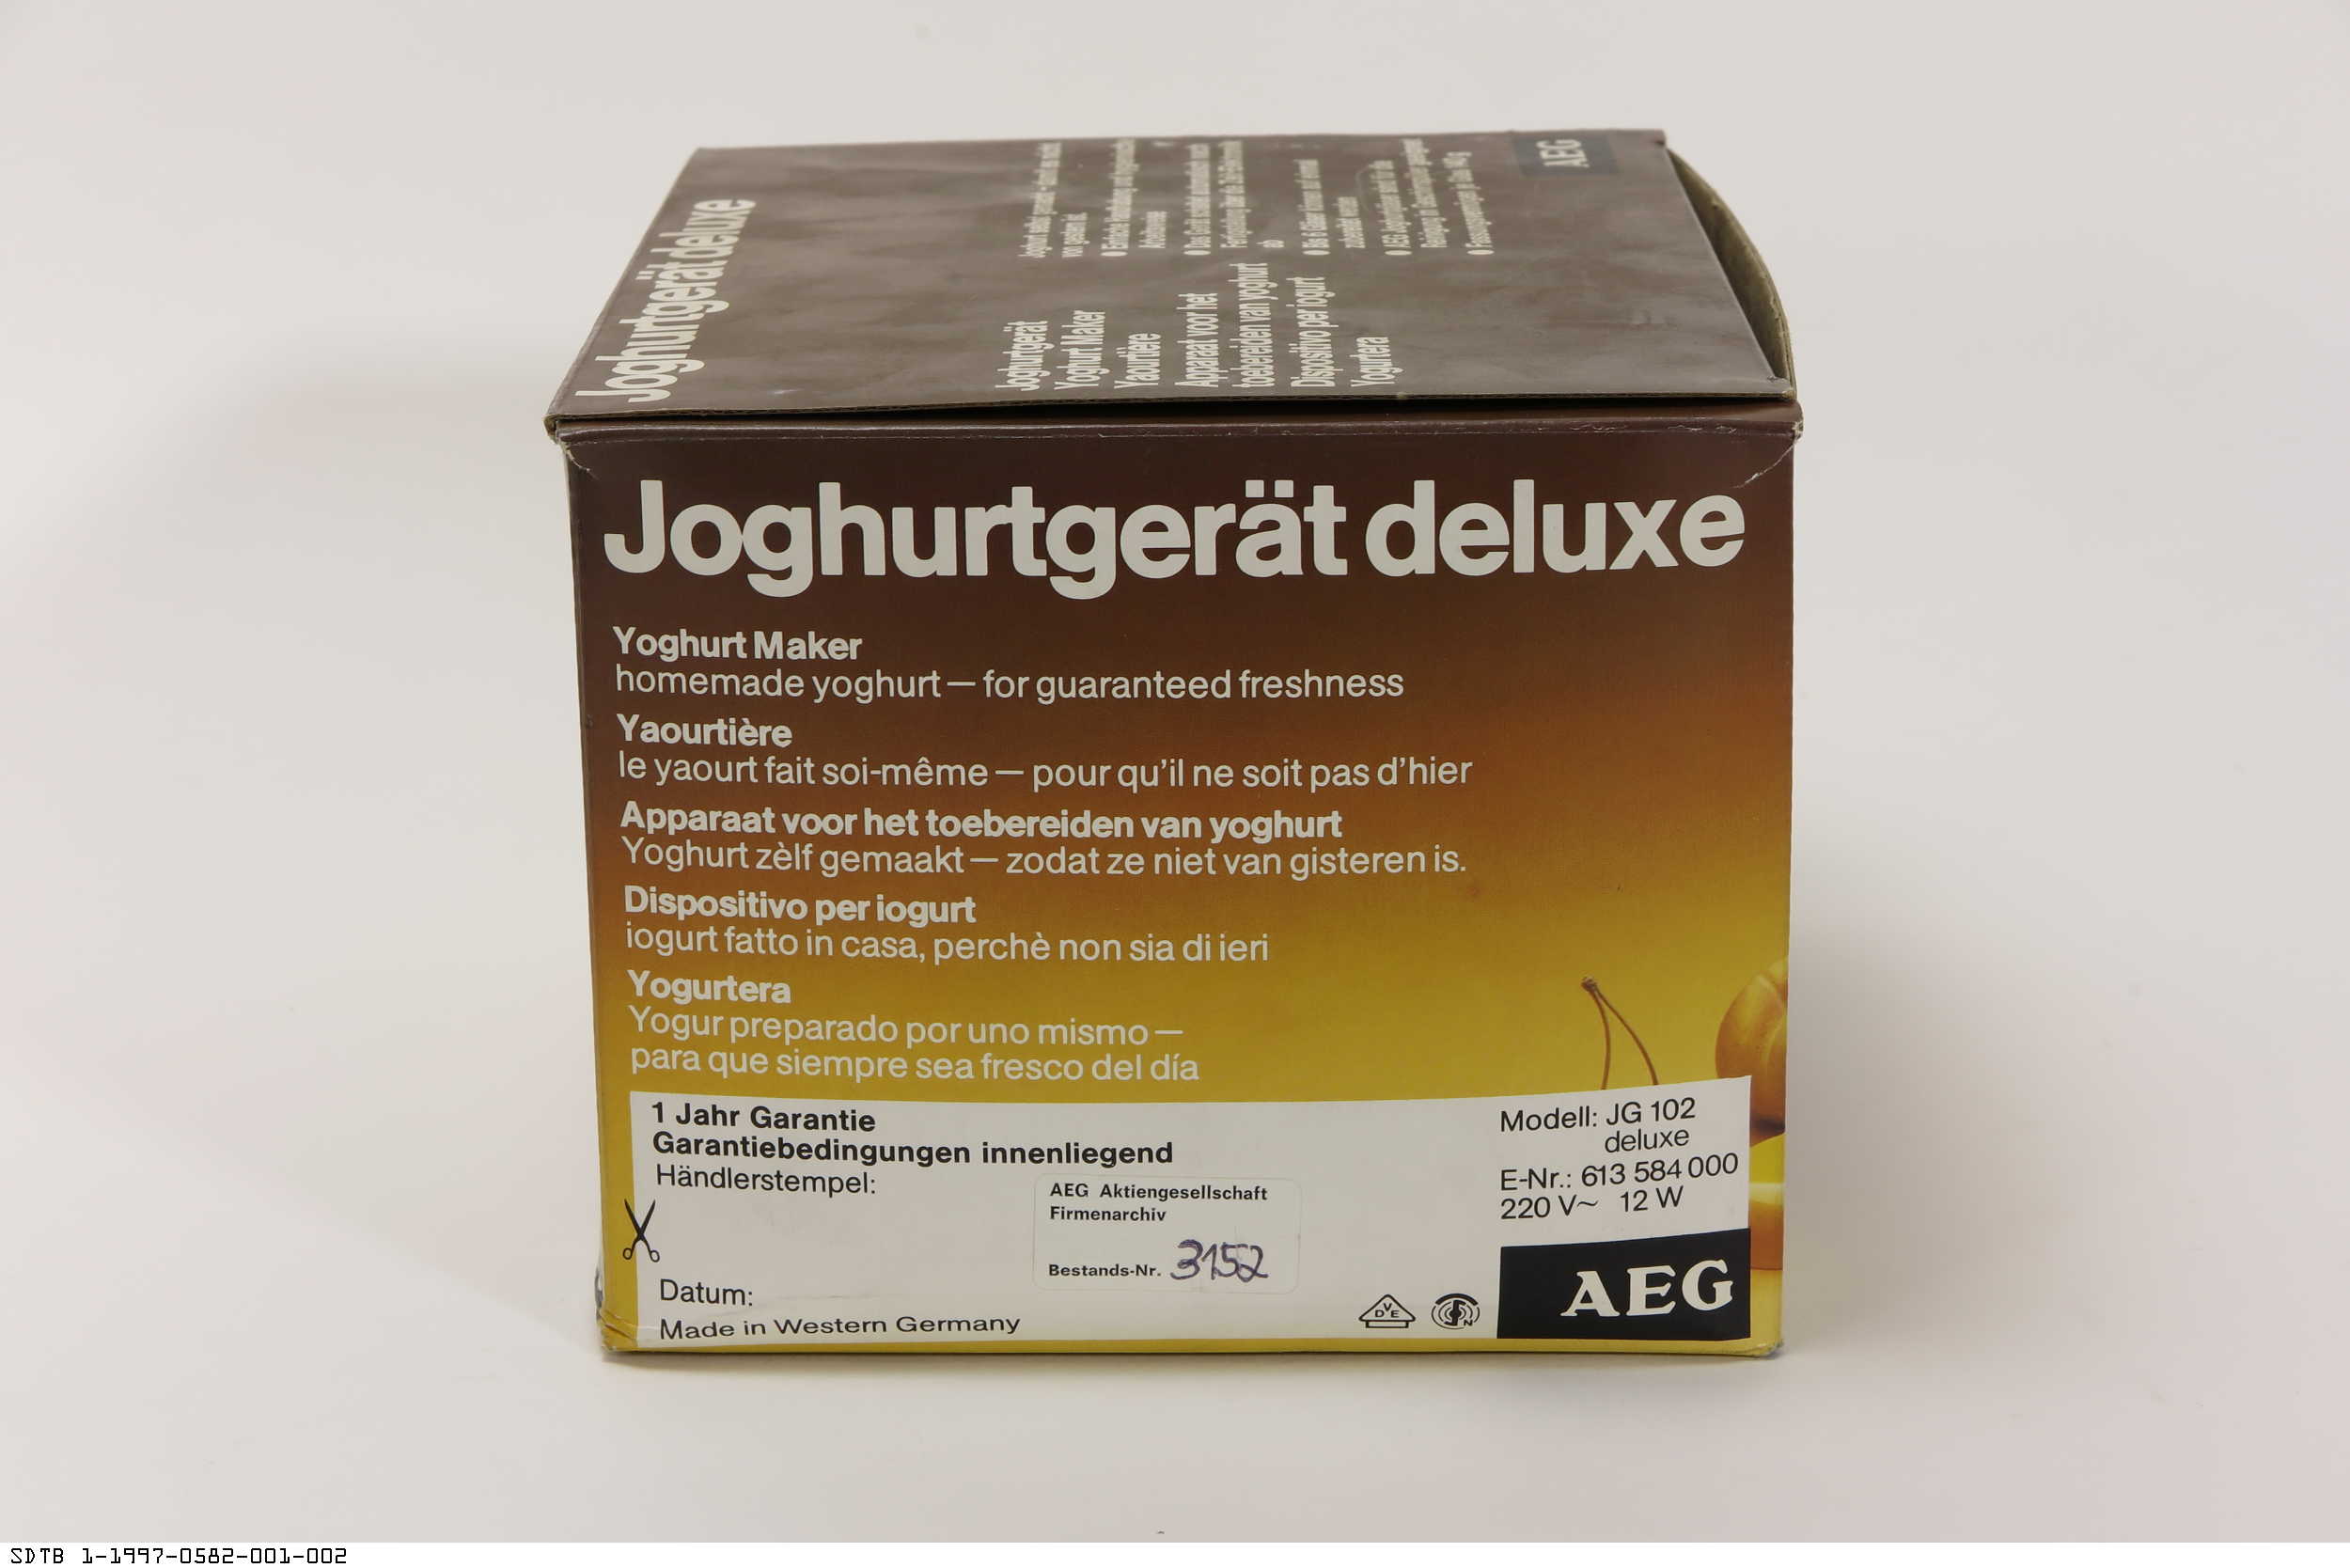 Joghurtgerät deluxe
AEG
Joghurtgerät
Yoghurt Maker
Yaourtière
Apparaat voor het
toebereiden van yoghurt
Dispositivo per iogurt
Yogurtera
Joghurtgerät deluxe
Yoghurt Maker
homemade yoghurt — for guaranteed freshness
Yaourtière
le yaourt fait soi-même — pour qu'il ne soit pas d'hier
Apparaat voor het toebereiden van yoghurt
Yoghurt zèlf gemaakt — zodat ze niet van gisteren is.
Dispositivo per iogurt
iogurt fatto in casa, perchè non sia di ieri
Yogurtera
Yogur preparado por uno mismo —
para que siempre sea fresco del día
1 Jahr Garantie
Garantiebedingungen innenliegend
Händlerstempel:
AEG Aktiengesellschaft
Firmenarchiv
Bestands-Nr. 3152
Datum:
Made in Western Germany
Modell: JG 102
deluxe
E-Nr.: 613 584 000
220 V~ 12 W
DVE
AEG
SDTB 1-1997-0582-001-002